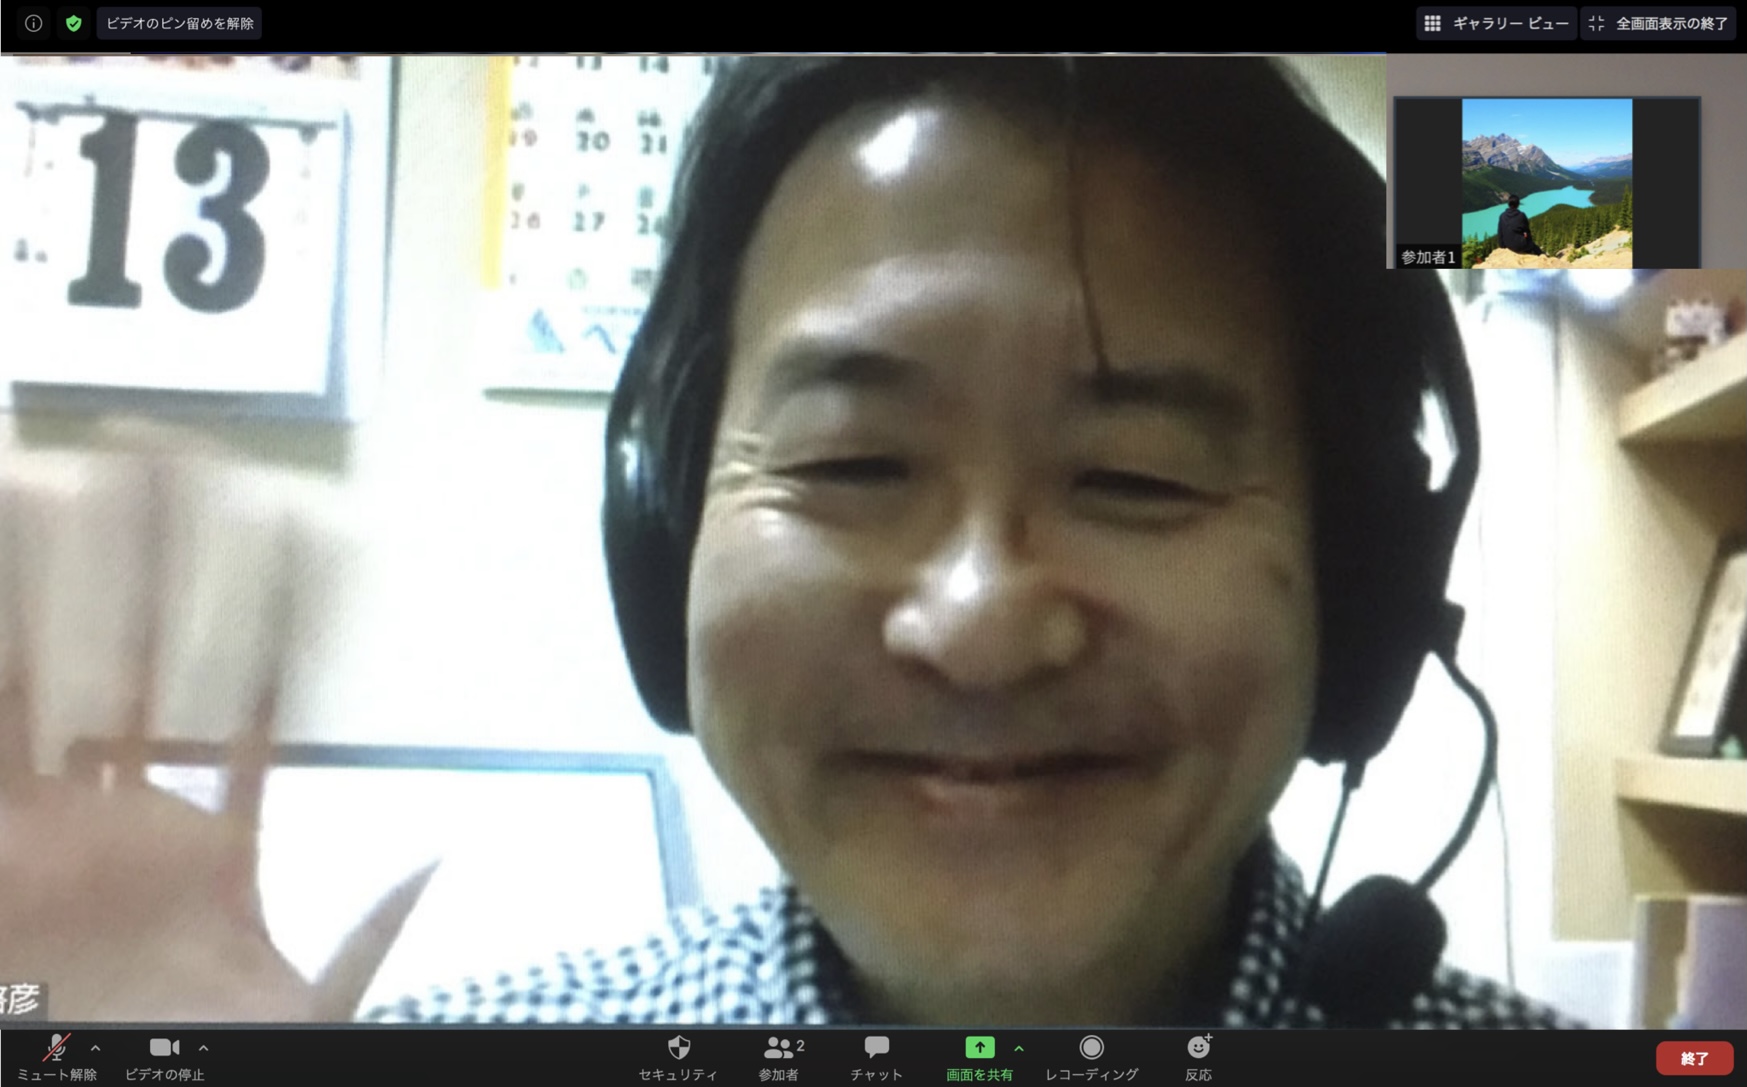 ビデオのピン留めを解除
ギャラリー ビュー
全画面表示の終了
13
19 20 21
26 27
参加者1
彦
ミュート解除
ビデオの停止
セキュリティ
2
参加者
チャット
画面を共有
レコーディング
反応
終了